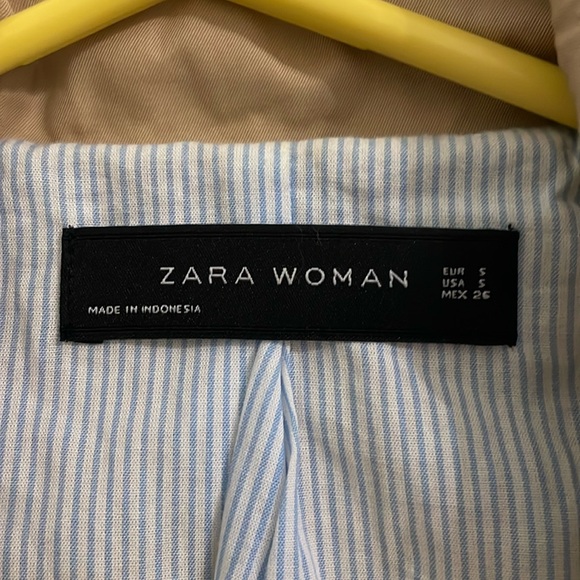 ZARA WOMAN
EUR S
USA S
MEX 26
MADE IN INDONESIA